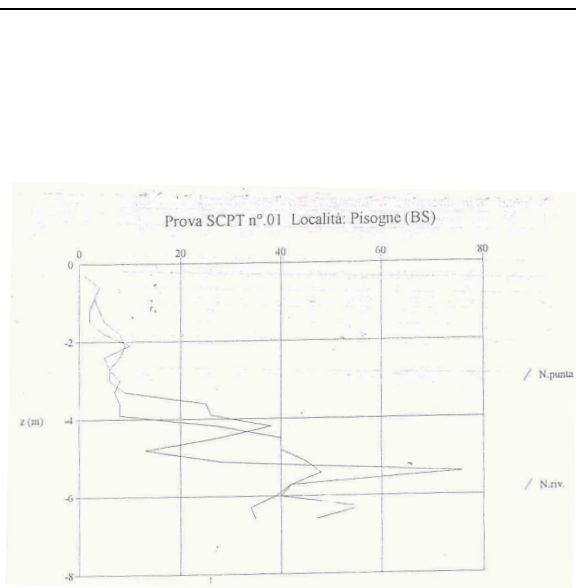 Prova SCPT n°.01 Località: Pisogne (BS)
0 20 40 60 80
0
-2
N.punta
-4
z (m)
N.riv.
-6
-8